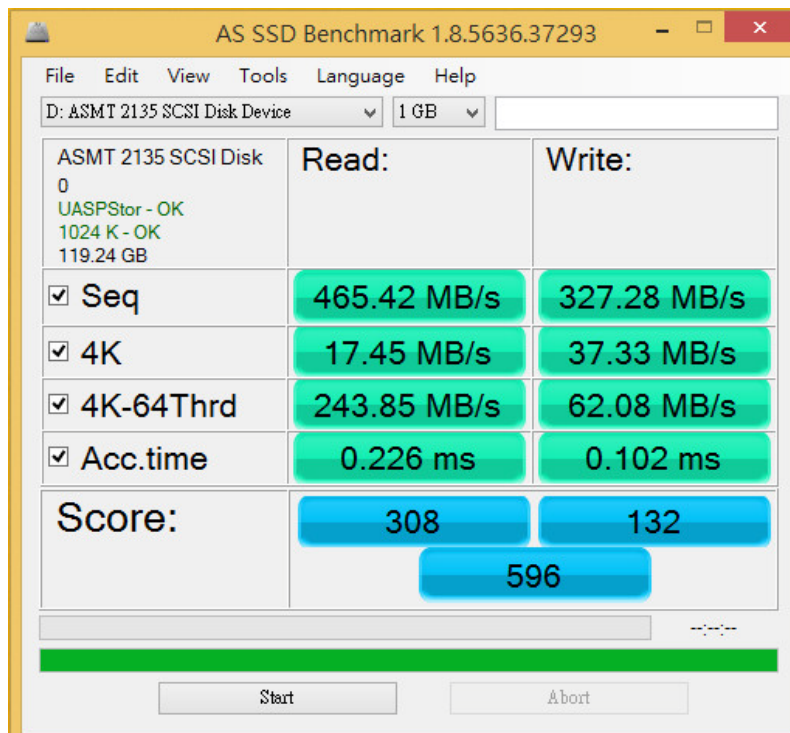 AS SSD Benchmark 1.8.5636.37293
File Edit View Tools Language Help
D: ASMT 2135 SCSI Disk Device 1 GB
ASMT 2135 SCSI Disk
0
UASPStor - OK
1024 K - OK
119.24 GB
Read: Write:
Seq 465.42 MB/s 327.28 MB/s
4K 17.45 MB/s 37.33 MB/s
4K-64Thrd 243.85 MB/s 62.08 MB/s
Acc.time 0.226 ms 0.102 ms
Score: 308 132
596
--:--:--
Start Abort